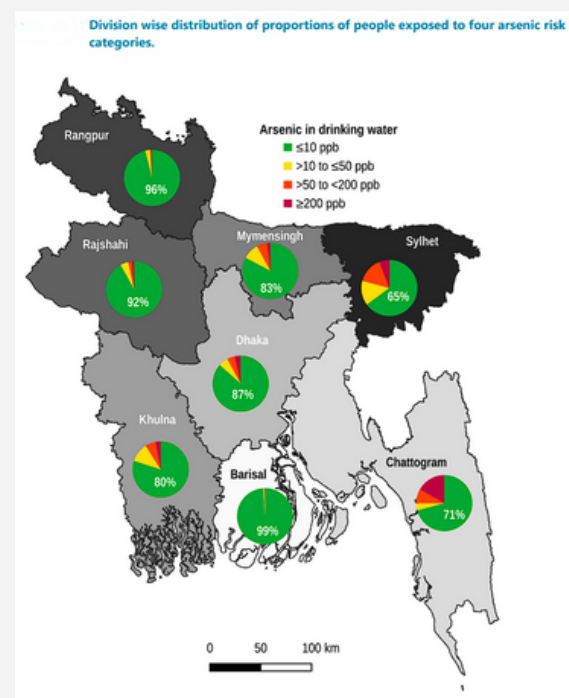 Division wise distribution of proportions of people exposed to four arsenic risk
categories.
Rangpur
96%
Arsenic in drinking water
≤10 ppb
>10 to ≤50 ppb
>50 to <200 ppb
≥200 ppb
Rajshahi
92%
Mymensingh
83%
Sylhet
65%
Dhaka
87%
Khulna
80%
Barisal
99%
Chattogram
71%
0 50 100 km